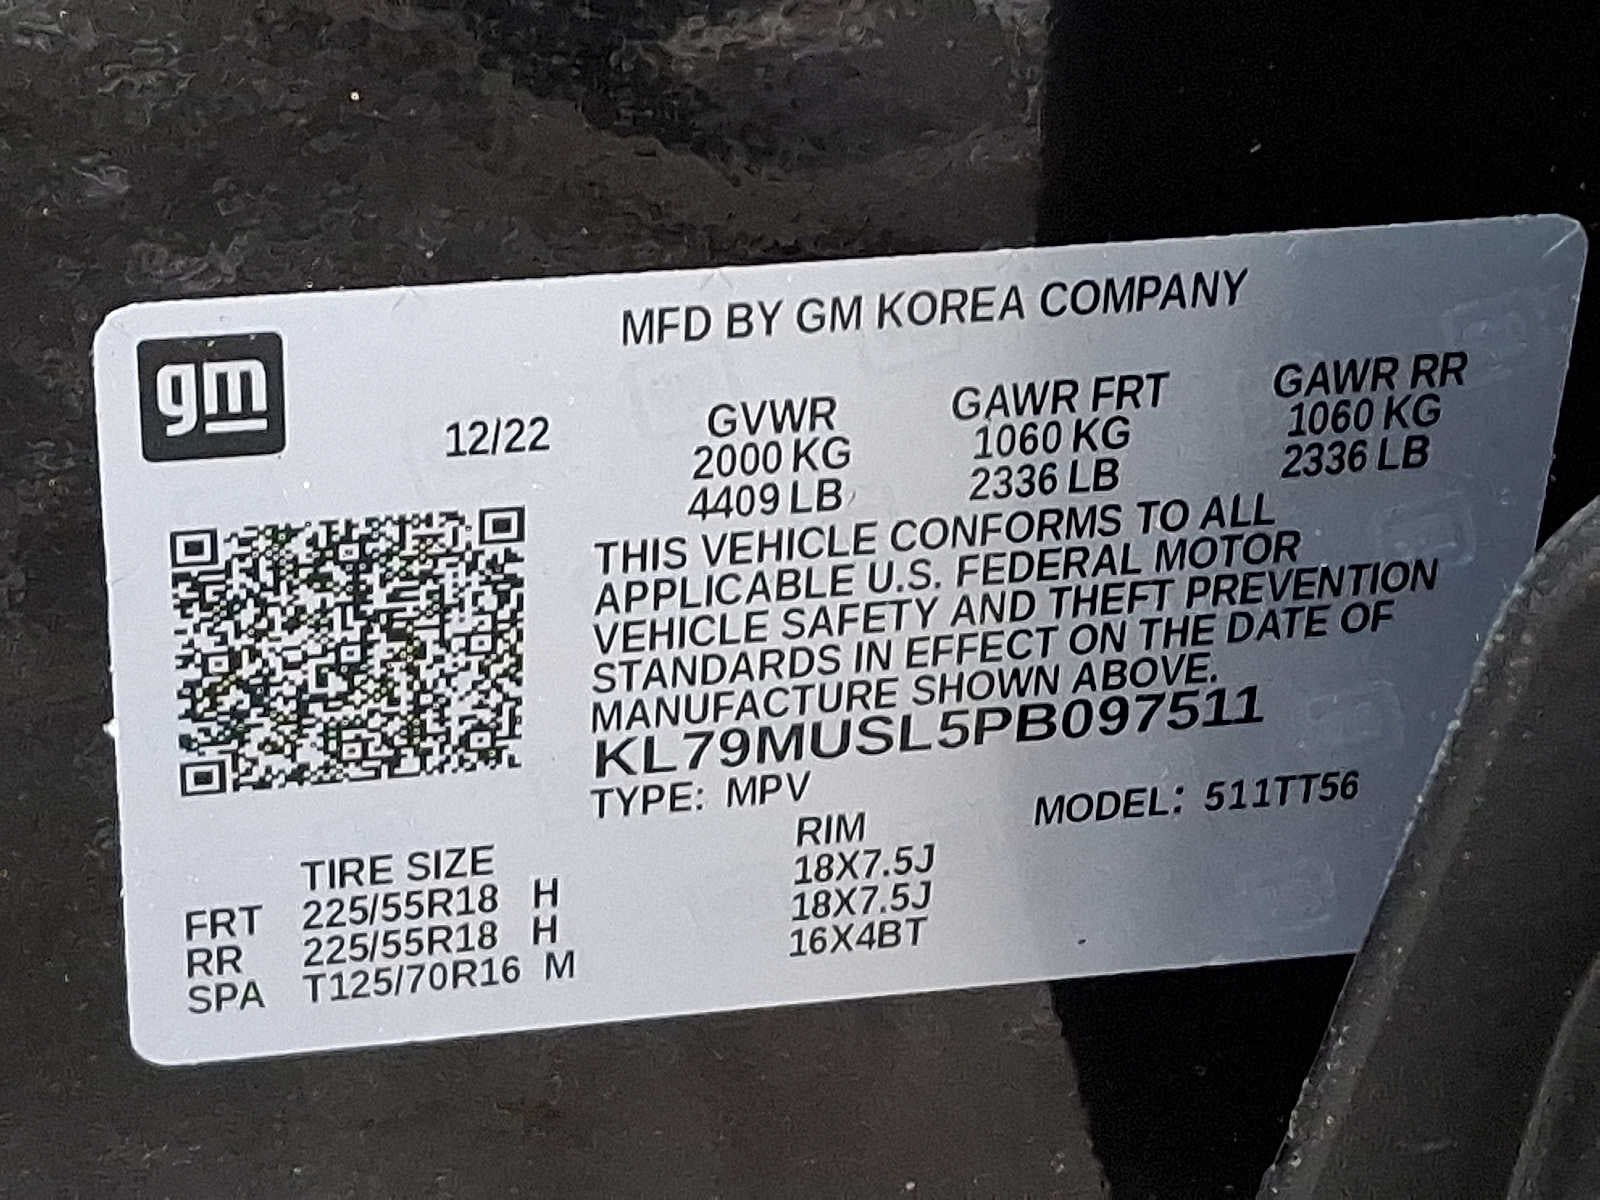 MFD BY GM KOREA COMPANY
gm
12/22
GVWR GAWR FRT GAWR RR
2000 KG 1060 KG 1060 KG
4409 LB 2336 LB 2336 LB
THIS VEHICLE CONFORMS TO ALL
APPLICABLE U.S. FEDERAL MOTOR
VEHICLE SAFETY AND THEFT PREVENTION
STANDARDS IN EFFECT ON THE DATE OF
MANUFACTURE SHOWN ABOVE.
KL79MUSL5PB097511
TYPE: MPV MODEL: 511TT56
TIRE SIZE RIM
FRT 225/55R18 H 18X7.5J
RR 225/55R18 H 18X7.5J
SPA T125/70R16 M 16X4BT